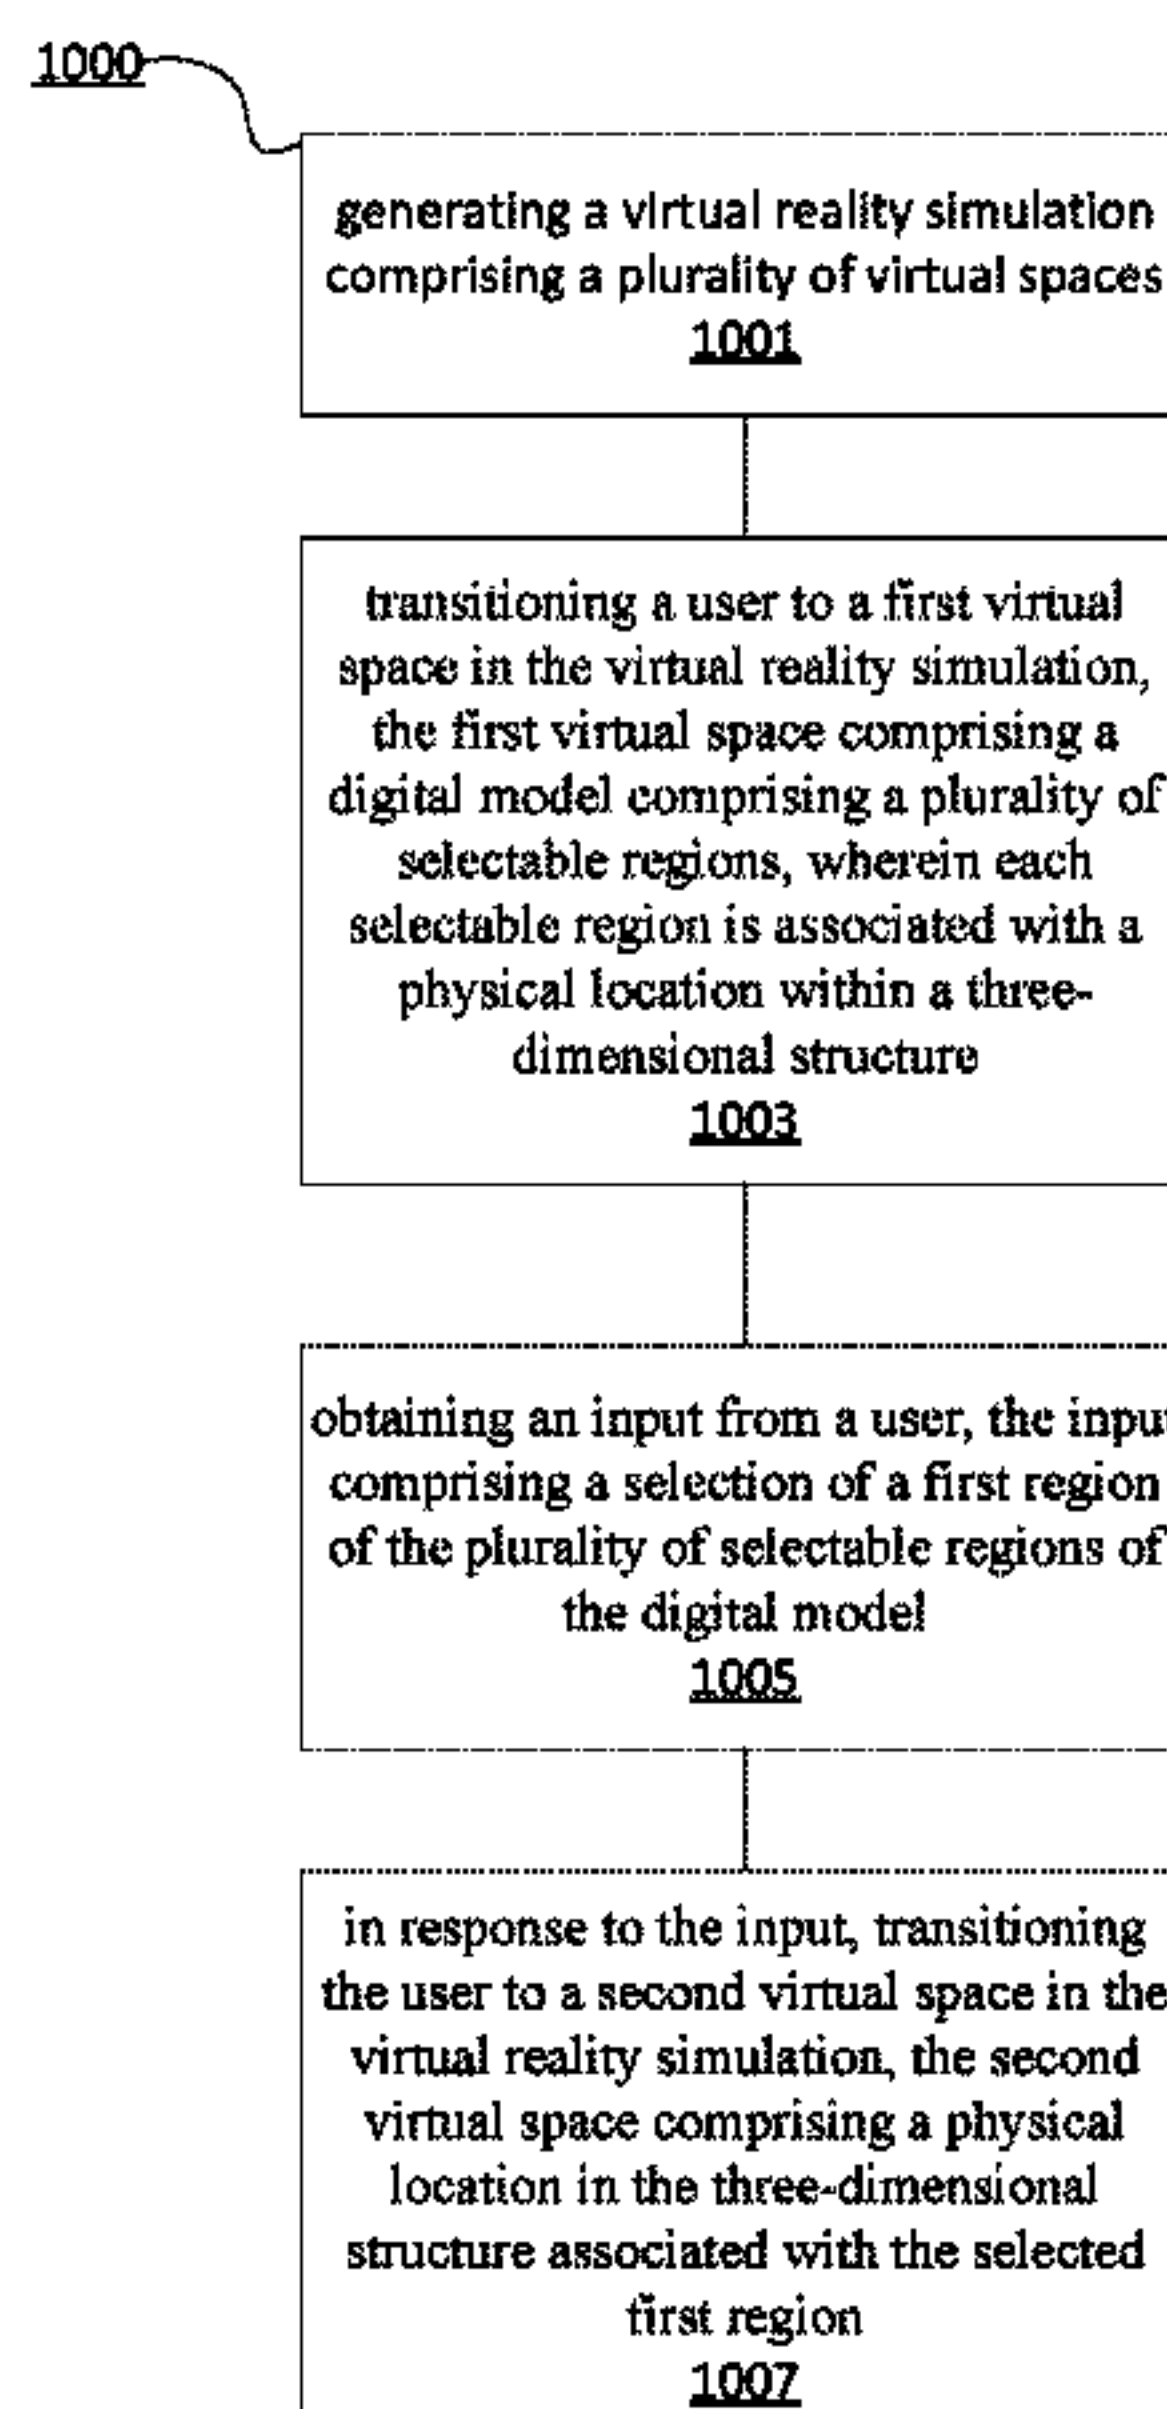 1000
generating a virtual reality simulation
comprising a plurality of virtual spaces
1001
transitioning a user to a first virtual
space in the virtual reality simulation,
the first virtual space comprising a
digital model comprising a plurality of
selectable regions, wherein each
selectable region is associated with a
physical location within a three-
dimensional structure
1003
obtaining an input from a user, the input
comprising a selection of a first region
of the plurality of selectable regions of
the digital model
1005
in response to the input, transitioning
the user to a second virtual space in the
virtual reality simulation, the second
virtual space comprising a physical
location in the three-dimensional
structure associated with the selected
first region
1007